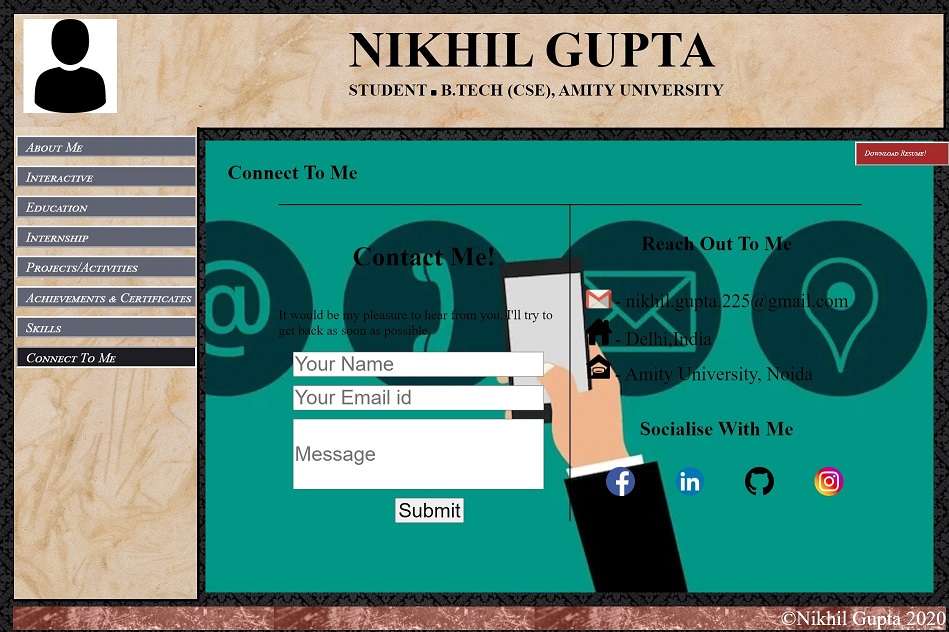 NIKHIL GUPTA
STUDENT ■ B.TECH (CSE), AMITY UNIVERSITY
About Me
Interactive
Education
Internship
Projects/Activities
Achievements & Certificates
Skills
Connect To Me
Download Resume!
Connect To Me
Contact Me!
It would be my pleasure to hear from you. I'll try to
get back as soon as possible.
Your Name
Your Email id
Message
Submit
Reach Out To Me
- nikhil.gupta.225@gmail.com
- Delhi,India
- Amity University, Noida
Socialise With Me
©Nikhil Gupta 2020